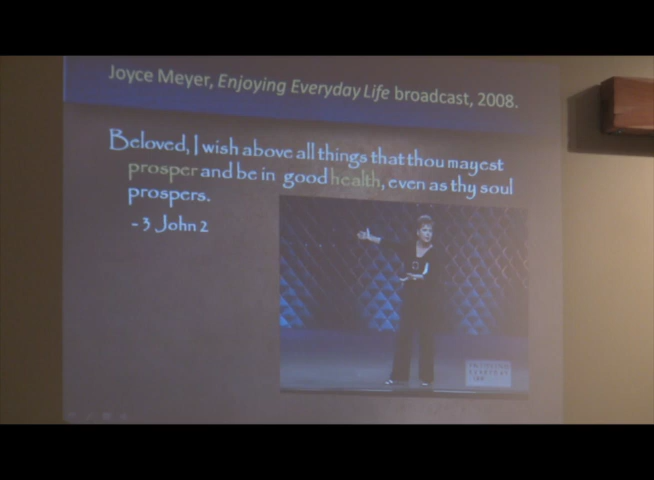 Joyce Meyer, Enjoying Everyday Life broadcast, 2008.
Beloved, I wish above all things that thou mayest
prosper and be in good health, even as thy soul
prospers.
- 3 John 2